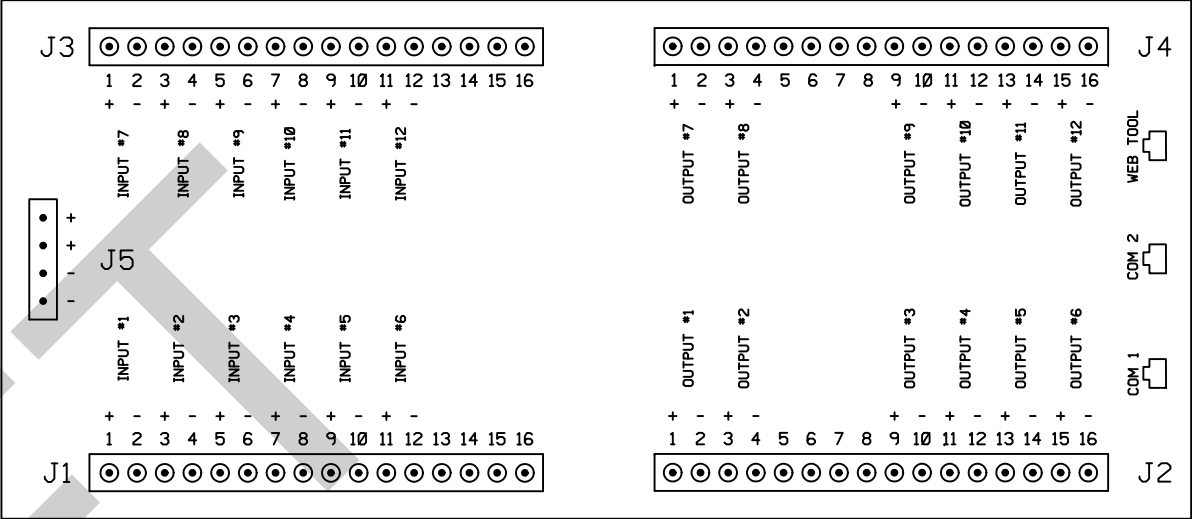 J3
1 2 3 4 5 6 7 8 9 10 11 12 13 14 15 16
+ - + - + - + - + - + -
INPUT #7
INPUT #8
INPUT #9
INPUT #10
INPUT #11
INPUT #12
J4
1 2 3 4 5 6 7 8 9 10 11 12 13 14 15 16
+ - + - + - + - + - + -
OUTPUT #7
OUTPUT #8
OUTPUT #9
OUTPUT #10
OUTPUT #11
OUTPUT #12
WEB TOOL
+
+
-
-
J5
COM 2
INPUT #1
INPUT #2
INPUT #3
INPUT #4
INPUT #5
INPUT #6
+ - + - + - + - + - + -
1 2 3 4 5 6 7 8 9 10 11 12 13 14 15 16
J1
OUTPUT #1
OUTPUT #2
OUTPUT #3
OUTPUT #4
OUTPUT #5
OUTPUT #6
COM 1
+ - + - + - + - + - + -
1 2 3 4 5 6 7 8 9 10 11 12 13 14 15 16
J2